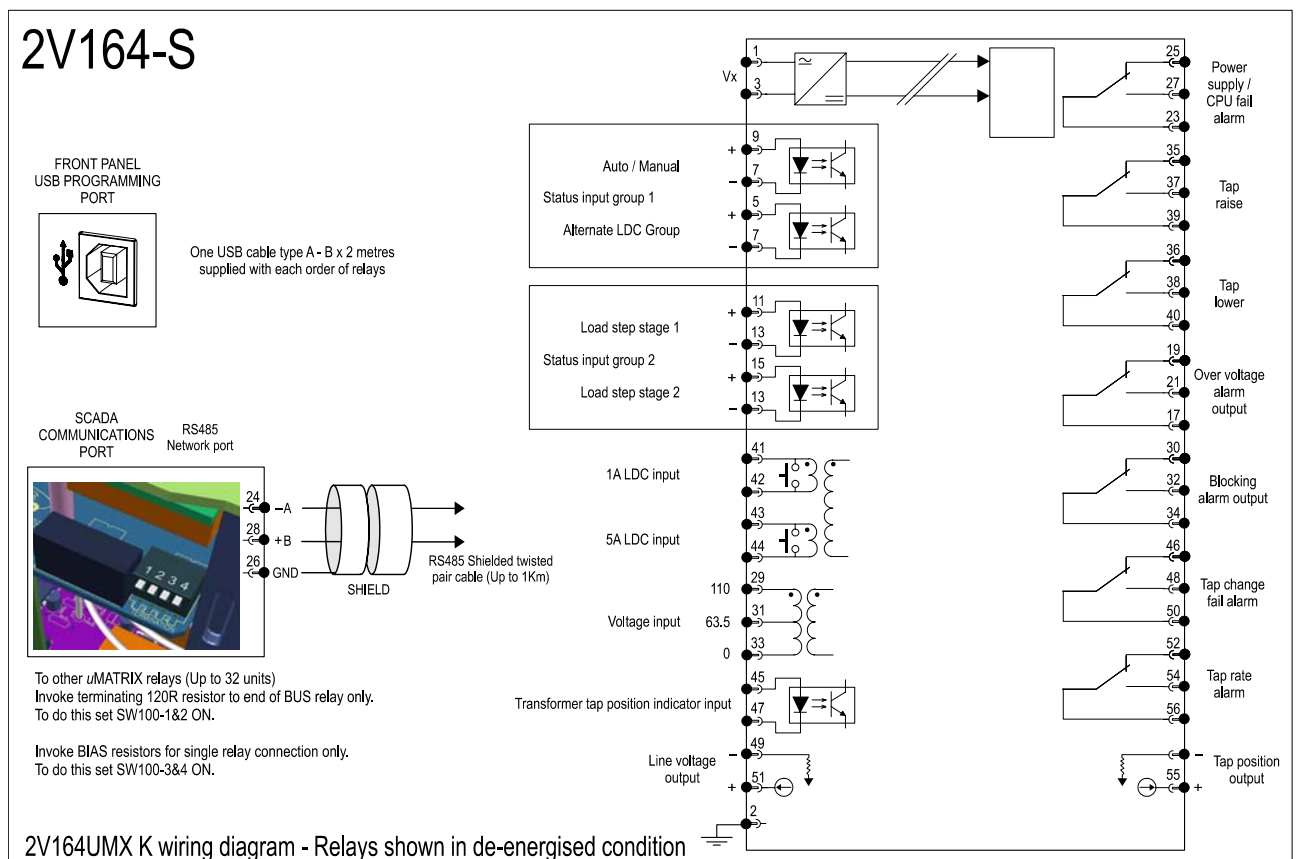 2V164-S
FRONT PANEL
USB PROGRAMMING
PORT
One USB cable type A - B x 2 metres
supplied with each order of relays
SCADA
COMMUNICATIONS
PORT
RS485
Network port
1 2 3 4
24
–A
28
+B
26
GND
SHIELD
RS485 Shielded twisted
pair cable (Up to 1Km)
To other uMATRIX relays (Up to 32 units)
Invoke terminating 120R resistor to end of BUS relay only.
To do this set SW100-1&2 ON.
Invoke BIAS resistors for single relay connection only.
To do this set SW100-3&4 ON.
Vx
1
3
Auto / Manual
+ 9
– 7
Status input group 1
Alternate LDC Group
+ 5
– 7
Load step stage 1
+ 11
– 13
Status input group 2
Load step stage 2
+ 15
– 13
1A LDC input
41
42
5A LDC input
43
44
Voltage input
110 29
63.5 31
0 33
Transformer tap position indicator input
45
47
Line voltage
output
– 49
+ 51
2
25
27
23
Power
supply /
CPU fail
alarm
35
37
39
Tap
raise
36
38
40
Tap
lower
19
21
17
Over voltage
alarm
output
30
32
34
Blocking
alarm output
46
48
50
Tap change
fail alarm
52
54
56
Tap rate
alarm
–
55 +
Tap position
output
2V164UMX K wiring diagram - Relays shown in de-energised condition